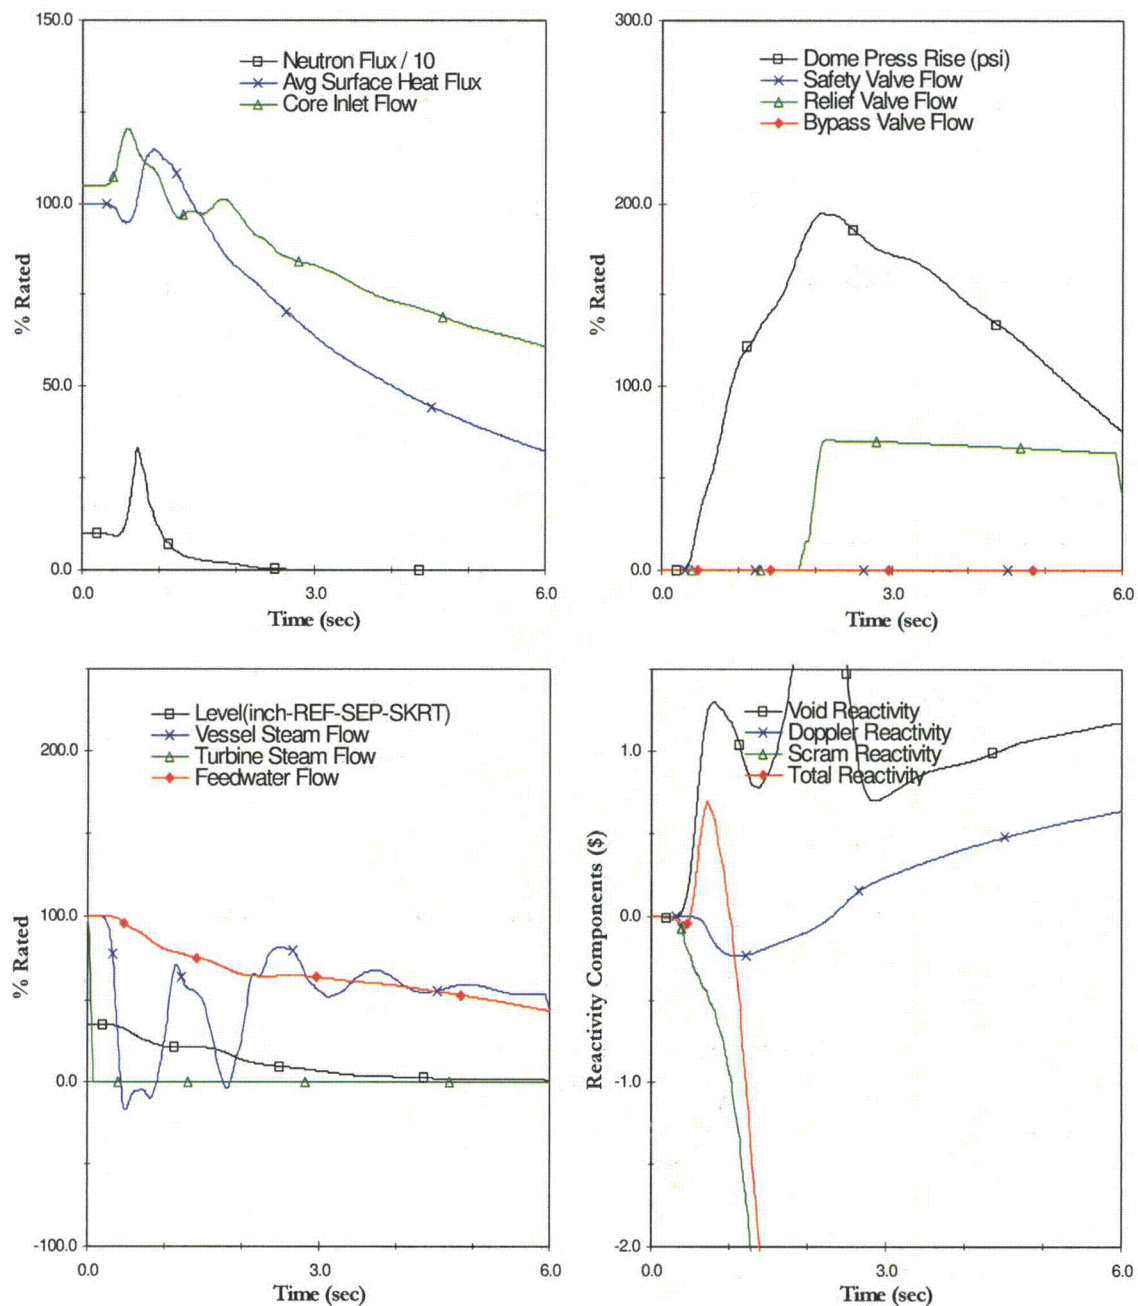 150.0
Neutron Flux / 10
Avg Surface Heat Flux
Core Inlet Flow
100.0
% Rated
50.0
0.0
0.0
3.0
6.0
Time (sec)
300.0
Dome Press Rise (psi)
Safety Valve Flow
Relief Valve Flow
Bypass Valve Flow
200.0
% Rated
100.0
0.0
0.0
3.0
6.0
Time (sec)
Level(inch-REF-SEP-SKRT)
Vessel Steam Flow
Turbine Steam Flow
Feedwater Flow
200.0
100.0
% Rated
0.0
-100.0
0.0
3.0
6.0
Time (sec)
Void Reactivity
Doppler Reactivity
Scram Reactivity
Total Reactivity
1.0
0.0
Reactivity Components ($)
-1.0
-2.0
0.0
3.0
6.0
Time (sec)